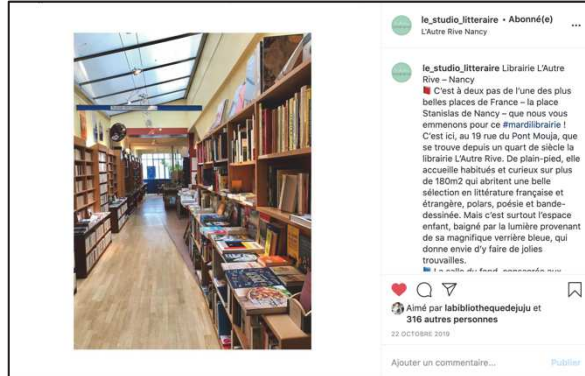 le_studio_litteraire • Abonné(e)
L'Autre Rive Nancy
le_studio_litteraire Librairie L'Autre
Rive – Nancy
📕 C'est à deux pas de l'une des plus
belles places de France – la place
Stanislas de Nancy – que nous vous
emmenons pour ce #mardilibrairie !
C'est ici, au 19 rue du Pont Mouja, que
se trouve depuis un quart de siècle la
librairie L'Autre Rive. De plain-pied, elle
accueille habitués et curieux sur plus
de 180m2 qui abritent une belle
sélection en littérature française et
étrangère, polars, poésie et bande-
dessinée. Mais c'est surtout l'espace
enfant, baigné par la lumière provenant
de sa magnifique verrière bleue, qui
donne envie d'y faire de jolies
trouvailles.
📘 La salle du fond, consacrée aux
Aimé par labibliothequedejuju et
316 autres personnes
22 OCTOBRE 2019
Ajouter un commentaire...
Publier